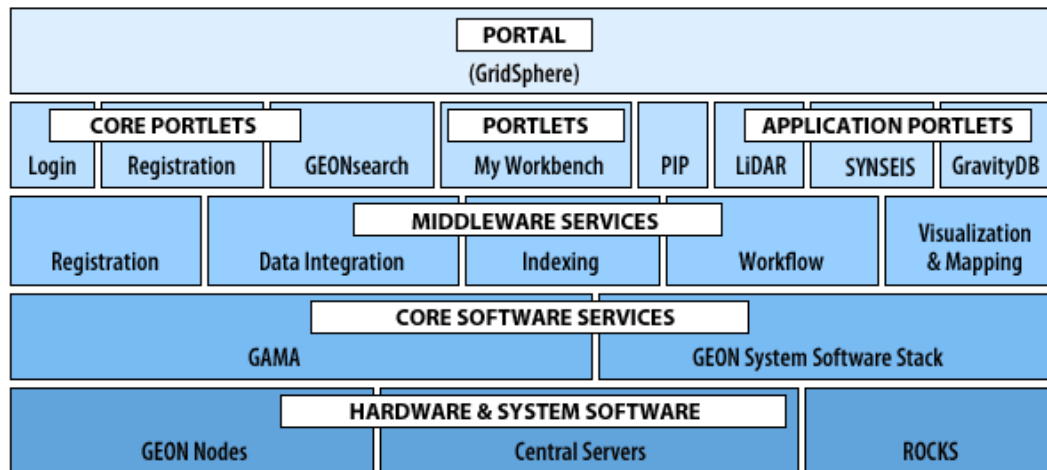 PORTAL
(GridSphere)
CORE PORTLETS
PORTLETS
APPLICATION PORTLETS
Login
Registration
GEONsearch
My Workbench
PIP
LiDAR
SYNSEIS
GravityDB
MIDDLEWARE SERVICES
Registration
Data Integration
Indexing
Workflow
Visualization
& Mapping
CORE SOFTWARE SERVICES
GAMA
GEON System Software Stack
HARDWARE & SYSTEM SOFTWARE
GEON Nodes
Central Servers
ROCKS